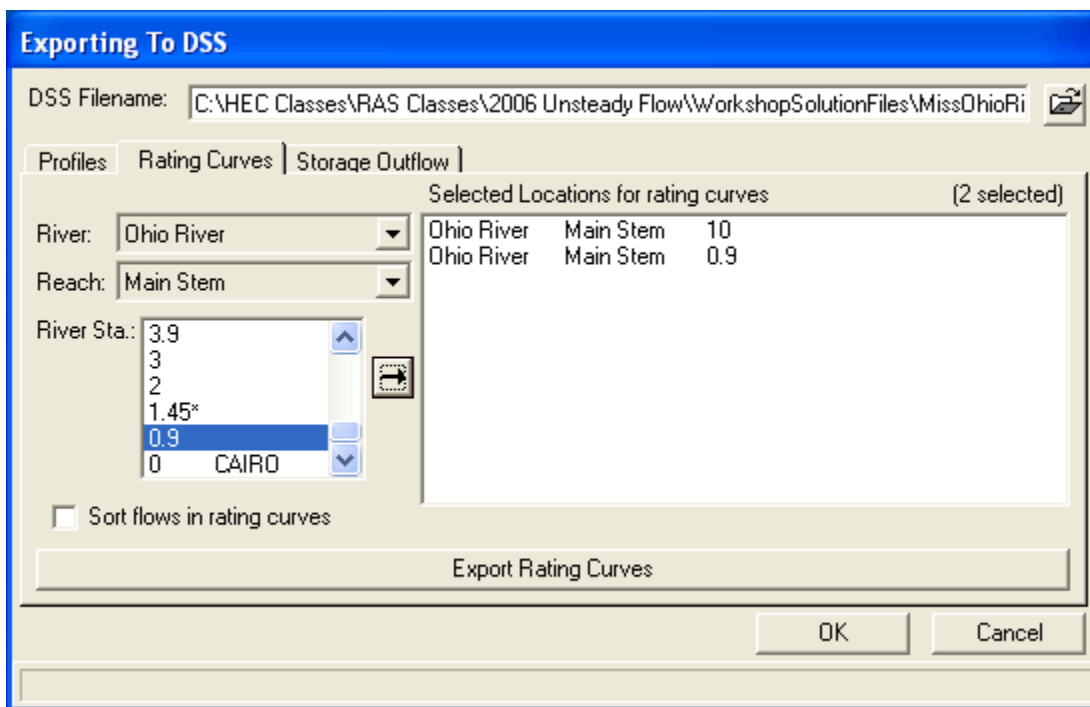 Exporting To DSS
DSS Filename: C:\HEC Classes\RAS Classes\2006 Unsteady Flow\WorkshopSolutionFiles\MissOhioRi
Profiles Rating Curves Storage Outflow
Selected Locations for rating curves (2 selected)
River: Ohio River
Reach: Main Stem
River Sta.: 3.9
3
2
1.45*
0.9
0 CAIRO
Ohio River Main Stem 10
Ohio River Main Stem 0.9
Sort flows in rating curves
Export Rating Curves
OK Cancel